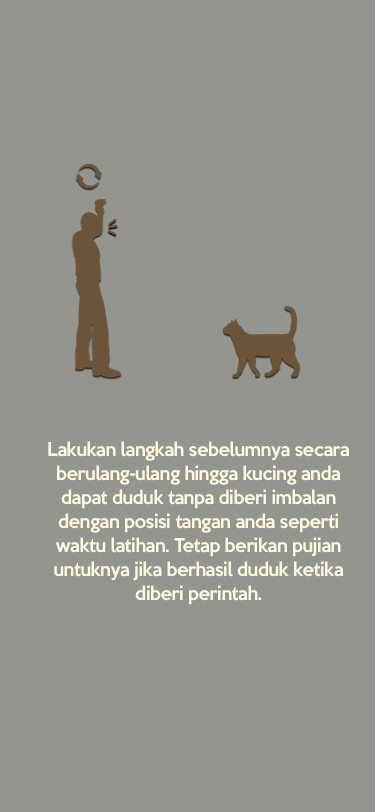 Lakukan langkah sebelumnya secara
berulang-ulang hingga kucing anda
dapat duduk tanpa diberi imbalan
dengan posisi tangan anda seperti
waktu latihan. Tetap berikan pujian
untuknya jika berhasil duduk ketika
diberi perintah.